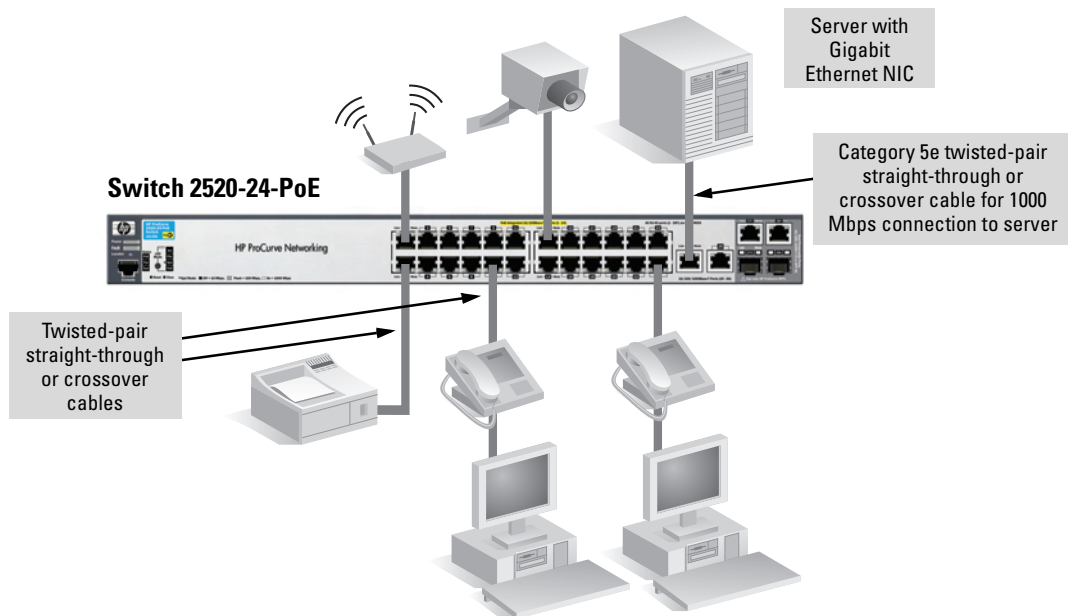 Server with
Gigabit
Ethernet NIC
Category 5e twisted-pair
straight-through or
crossover cable for 1000
Mbps connection to server
Switch 2520-24-PoE
hp
HP ProCurve Networking
Twisted-pair
straight-through
or crossover
cables